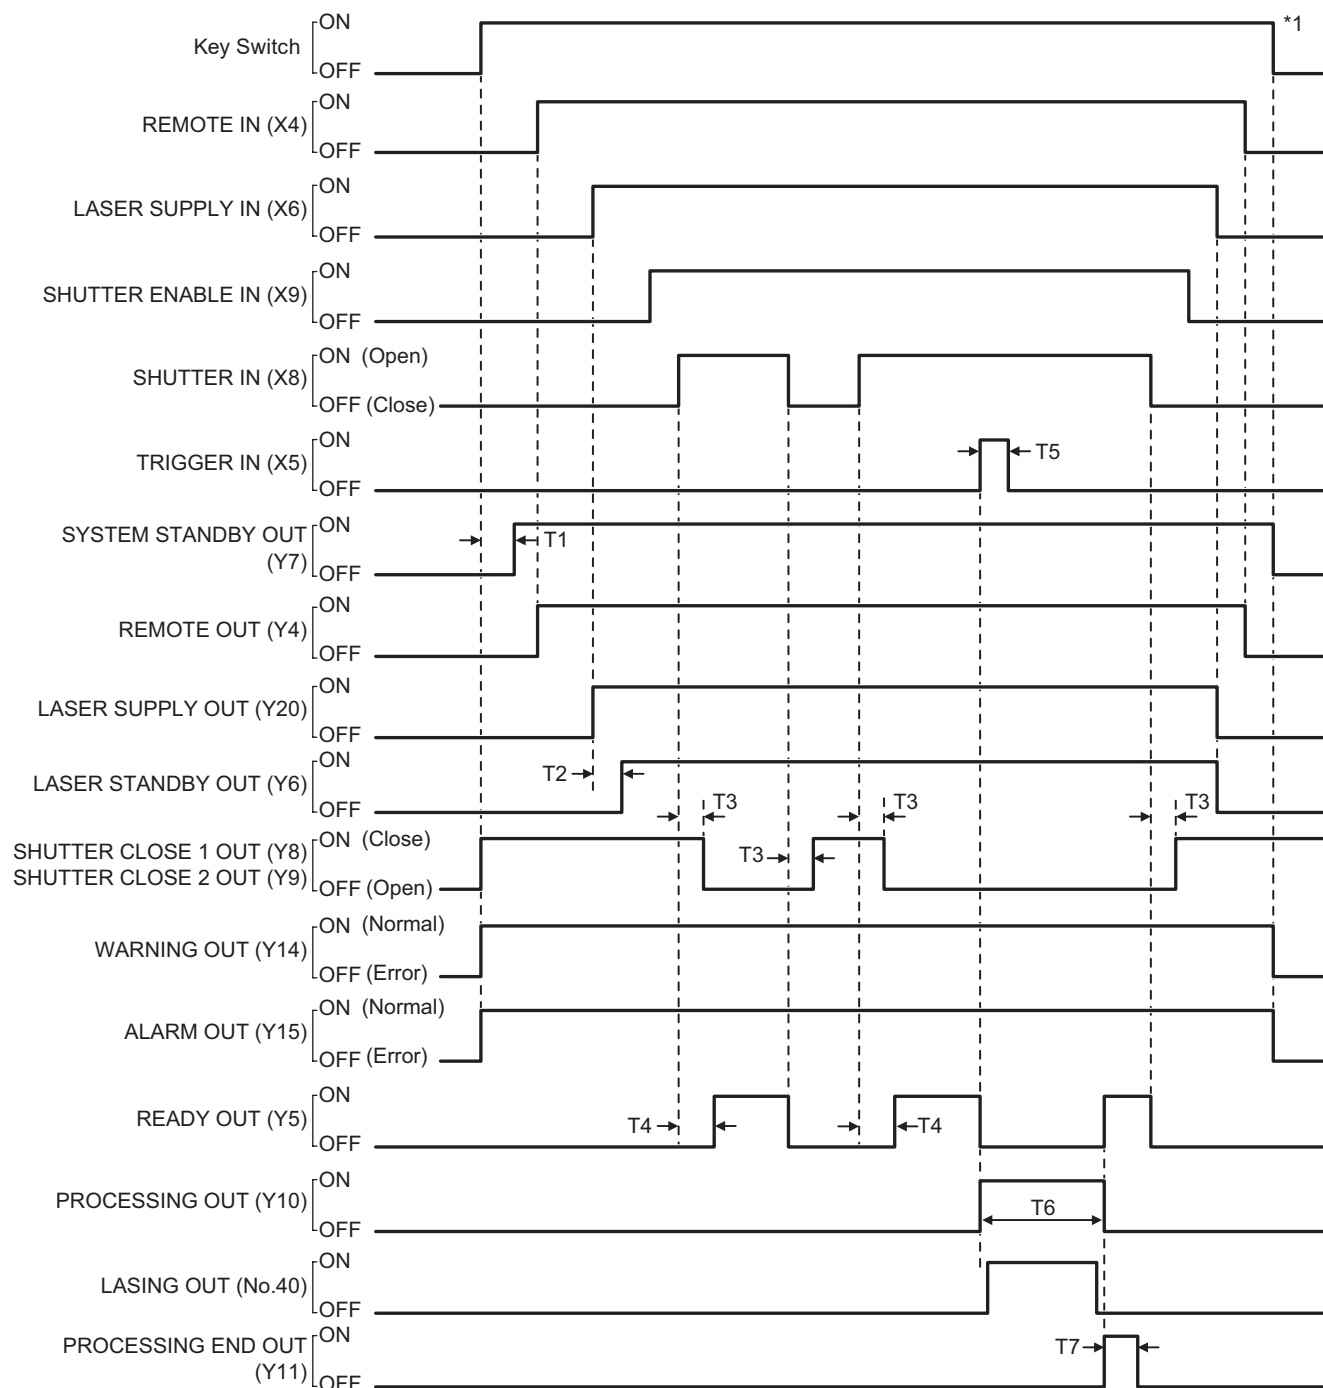 ON
*1
Key Switch
OFF
ON
REMOTE IN (X4)
OFF
ON
LASER SUPPLY IN (X6)
OFF
ON
SHUTTER ENABLE IN (X9)
OFF
ON (Open)
SHUTTER IN (X8)
OFF (Close)
ON
TRIGGER IN (X5)
T5
OFF
ON
SYSTEM STANDBY OUT
(Y7)
T1
OFF
ON
REMOTE OUT (Y4)
OFF
ON
LASER SUPPLY OUT (Y20)
OFF
ON
LASER STANDBY OUT (Y6)
T2
OFF
T3
T3
T3
ON (Close)
SHUTTER CLOSE 1 OUT (Y8)
SHUTTER CLOSE 2 OUT (Y9)
T3
OFF (Open)
ON (Normal)
WARNING OUT (Y14)
OFF (Error)
ON (Normal)
ALARM OUT (Y15)
OFF (Error)
ON
READY OUT (Y5)
T4
T4
OFF
ON
PROCESSING OUT (Y10)
T6
OFF
ON
LASING OUT (No.40)
OFF
ON
PROCESSING END OUT
(Y11)
T7
OFF